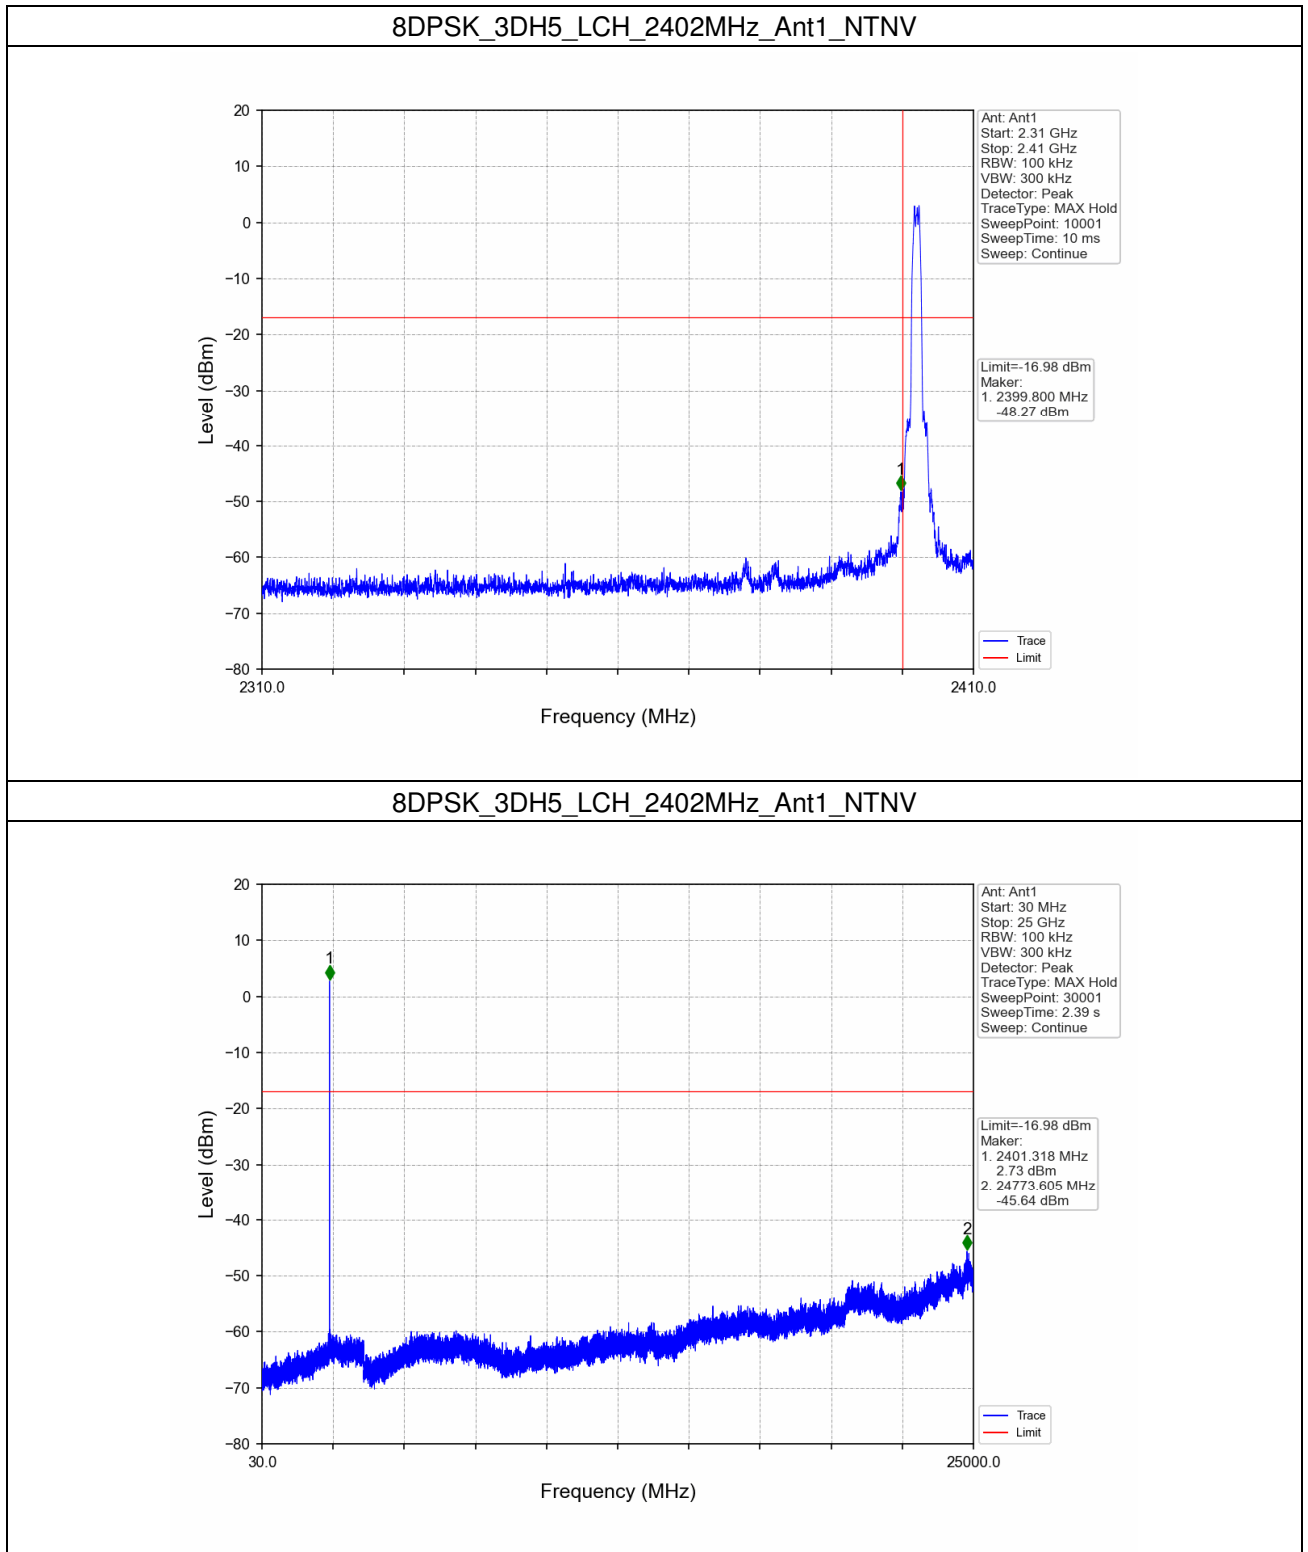 8DPSK_3DH5_LCH_2402MHz_Ant1_NTNV
20
10
0
−10
−20
−30
−40
−50
−60
−70
−80
Level (dBm)
1
2310.0
2410.0
Frequency (MHz)
Ant: Ant1
Start: 2.31 GHz
Stop: 2.41 GHz
RBW: 100 kHz
VBW: 300 kHz
Detector: Peak
TraceType: MAX Hold
SweepPoint: 10001
SweepTime: 10 ms
Sweep: Continue
Limit=-16.98 dBm
Maker:
1. 2399.800 MHz
-48.27 dBm
Trace
Limit
8DPSK_3DH5_LCH_2402MHz_Ant1_NTNV
20
10
0
−10
−20
−30
−40
−50
−60
−70
−80
Level (dBm)
1
2
30.0
25000.0
Frequency (MHz)
Ant: Ant1
Start: 30 MHz
Stop: 25 GHz
RBW: 100 kHz
VBW: 300 kHz
Detector: Peak
TraceType: MAX Hold
SweepPoint: 30001
SweepTime: 2.39 s
Sweep: Continue
Limit=-16.98 dBm
Maker:
1. 2401.318 MHz
2.73 dBm
2. 24773.605 MHz
-45.64 dBm
Trace
Limit